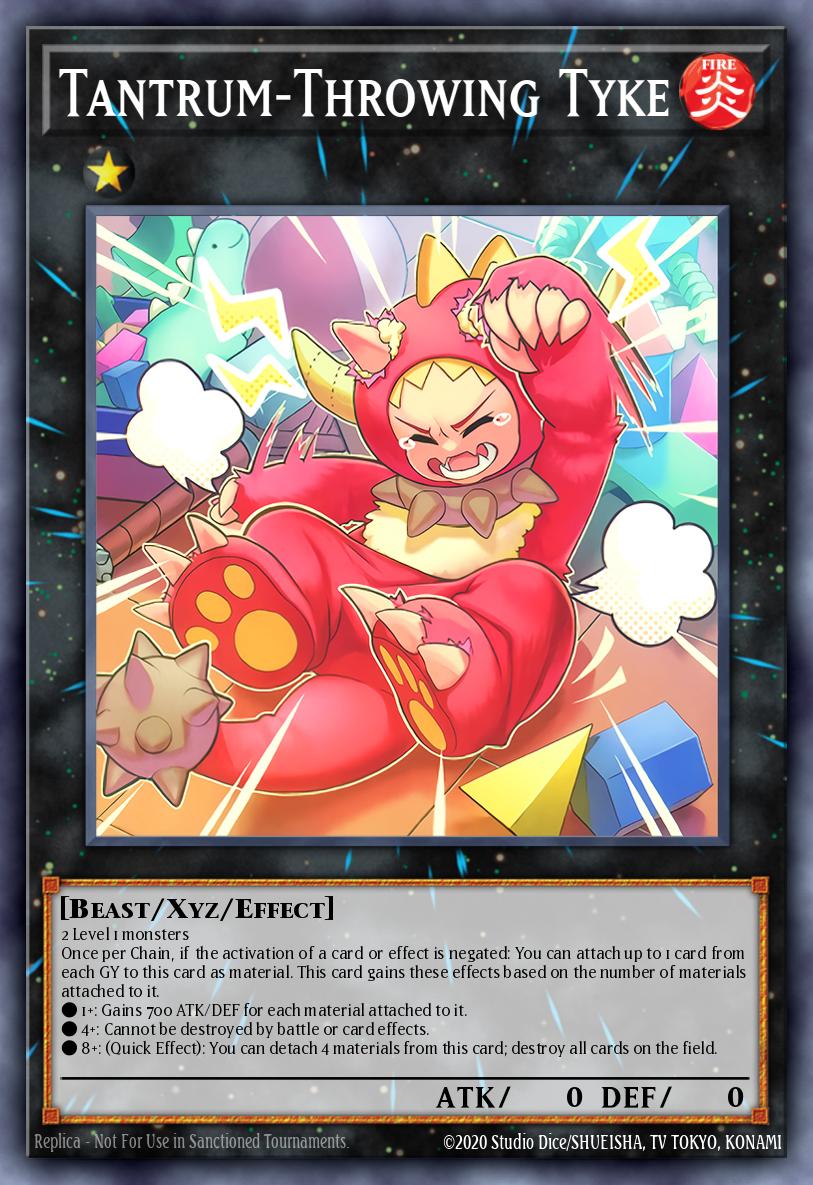 Tantrum-Throwing Tyke
FIRE
炎
[Beast/Xyz/Effect]
2 Level 1 monsters
Once per Chain, if the activation of a card or effect is negated: You can attach up to 1 card from
each GY to this card as material. This card gains these effects based on the number of materials
attached to it.
● 1+: Gains 700 ATK/DEF for each material attached to it.
● 4+: Cannot be destroyed by battle or card effects.
● 8+: (Quick Effect): You can detach 4 materials from this card; destroy all cards on the field.
ATK/ 0 DEF/ 0
Replica - Not For Use in Sanctioned Tournaments. ©2020 Studio Dice/SHUEISHA, TV TOKYO, KONAMI